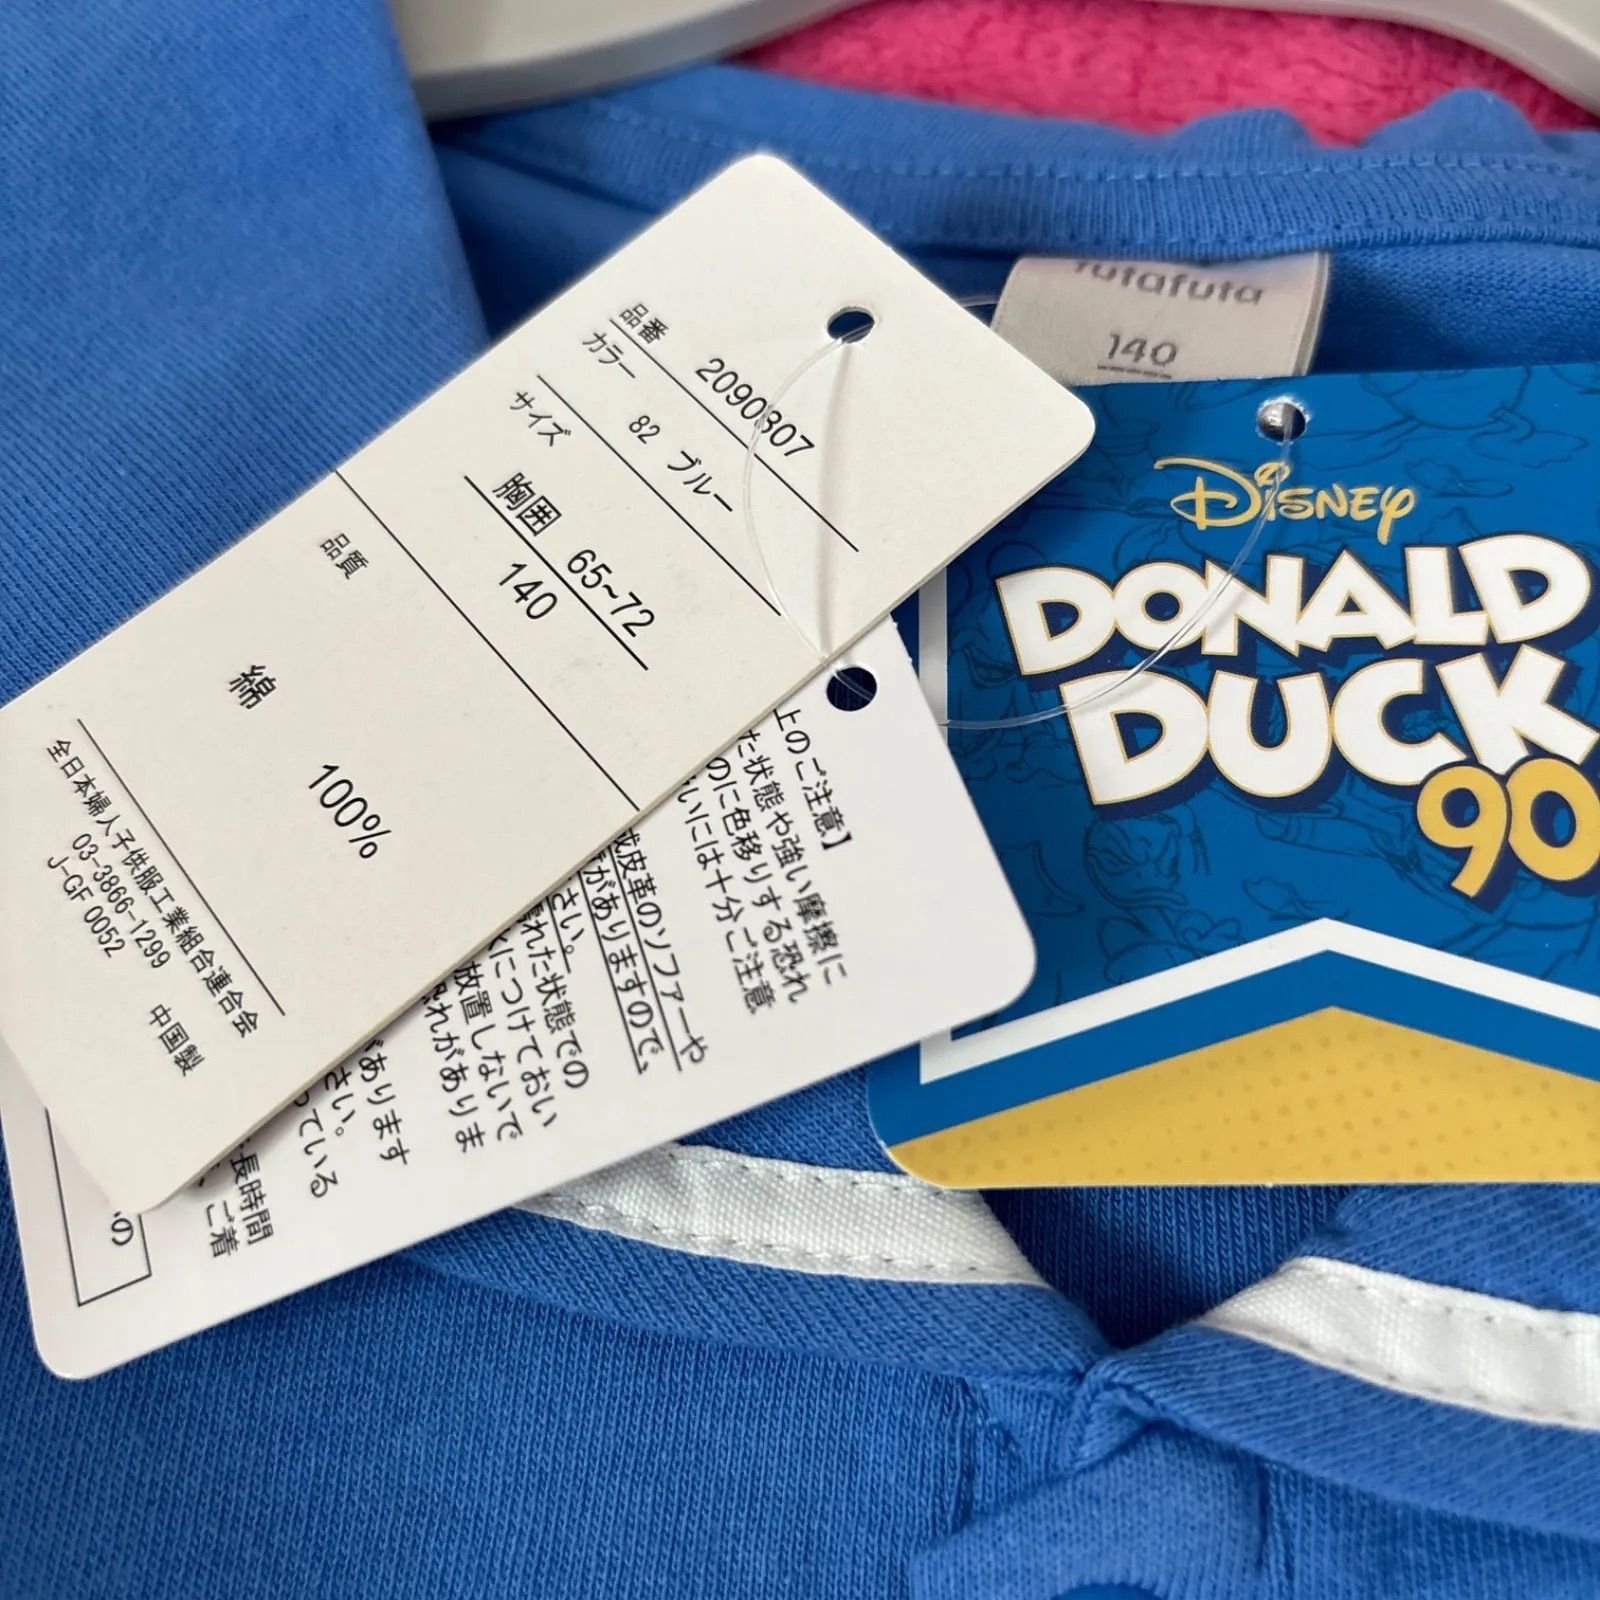 品番 2090307
カラー 82 ブルー
サイズ
胸囲 65~72
140
品質
綿 100%
全日本婦人子供服工業組合連合会
03-3866-1299
J-GF 0052 中国製
futafuta
140
Disney
DONALD
DUCK
90
上のご注意】
た状態や強い摩擦に
のに色移りする恐れ
いには十分ご注意
成皮革のソファーや
がありますので、
さい。
れた状態での
につけておい
放置しないで
恐れがありま
があります
さい。
っている
長時間
ご着
の